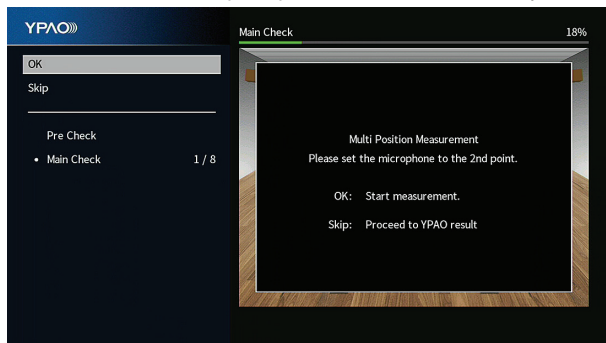 YPAO
OK
Skip
Pre Check
• Main Check 1 / 8
Main Check 18%
Multi Position Measurement
Please set the microphone to the 2nd point.
OK: Start measurement.
Skip: Proceed to YPAO result